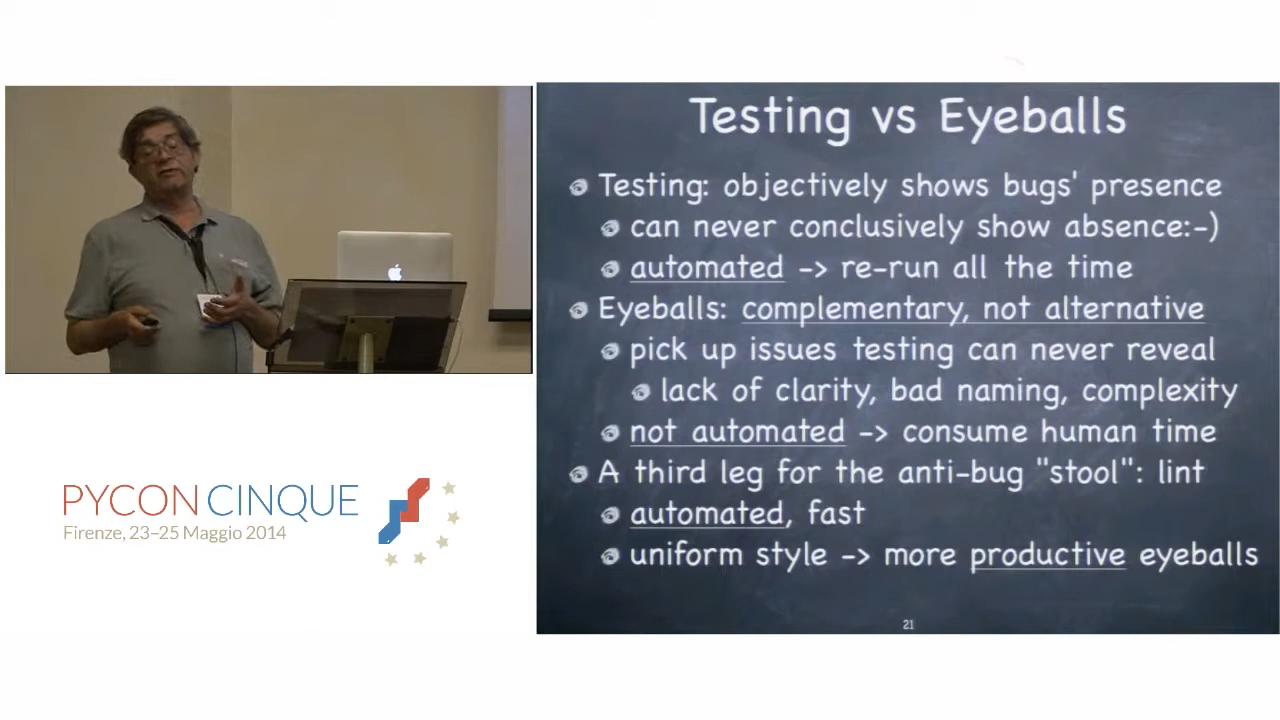 Testing vs Eyeballs
Testing: objectively shows bugs' presence
can never conclusively show absence:-)
automated -> re-run all the time
Eyeballs: complementary, not alternative
pick up issues testing can never reveal
lack of clarity, bad naming, complexity
not automated -> consume human time
A third leg for the anti-bug "stool": lint
automated, fast
uniform style -> more productive eyeballs
21
PYCON CINQUE
Firenze, 23–25 Maggio 2014